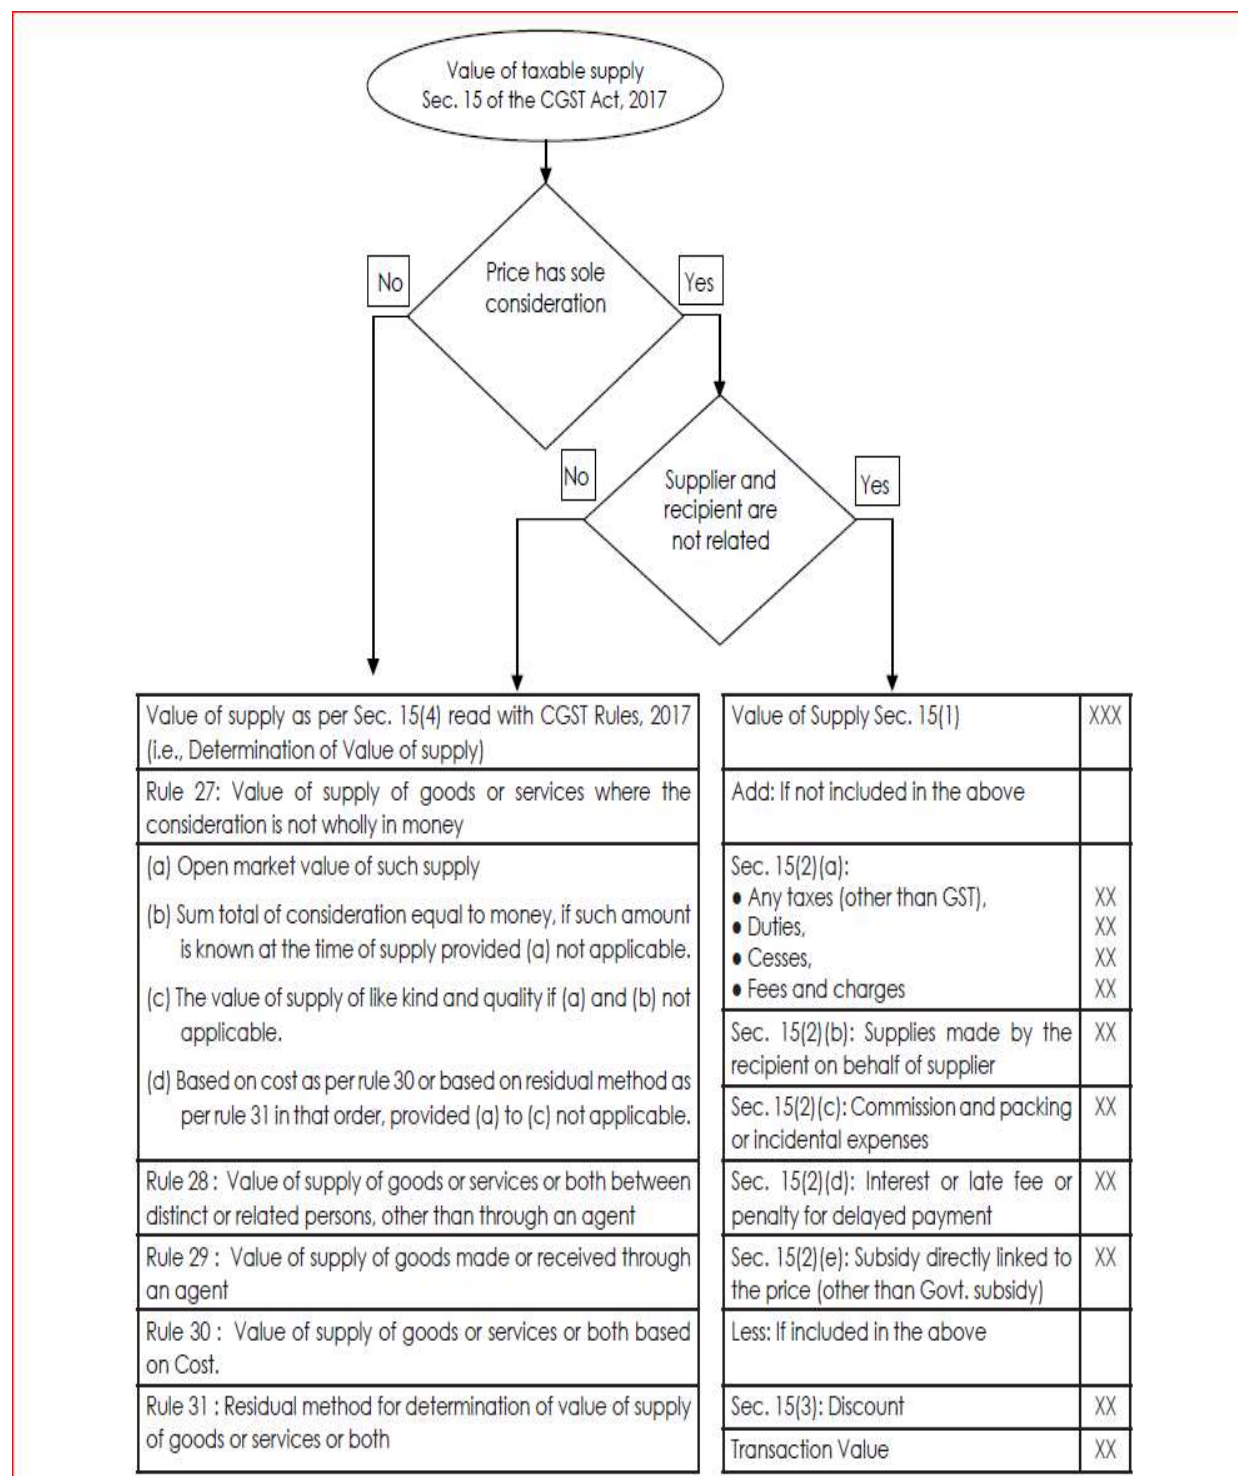 Value of taxable supply
Sec. 15 of the CGST Act, 2017
Price has sole
consideration
No
Yes
Supplier and
recipient are
not related
No
Yes
Value of supply as per Sec. 15(4) read with CGST Rules, 2017
(i.e., Determination of Value of supply)
Rule 27: Value of supply of goods or services where the
consideration is not wholly in money
(a) Open market value of such supply
(b) Sum total of consideration equal to money, if such amount
is known at the time of supply provided (a) not applicable.
(c) The value of supply of like kind and quality if (a) and (b) not
applicable.
(d) Based on cost as per rule 30 or based on residual method as
per rule 31 in that order, provided (a) to (c) not applicable.
Rule 28 : Value of supply of goods or services or both between
distinct or related persons, other than through an agent
Rule 29 : Value of supply of goods made or received through
an agent
Rule 30 : Value of supply of goods or services or both based
on Cost.
Rule 31 : Residual method for determination of value of supply
of goods or services or both
Value of Supply Sec. 15(1) XXX
Add: If not included in the above
Sec. 15(2)(a):
● Any taxes (other than GST), XX
● Duties, XX
● Cesses, XX
● Fees and charges XX
Sec. 15(2)(b): Supplies made by the XX
recipient on behalf of supplier
Sec. 15(2)(c): Commission and packing XX
or incidental expenses
Sec. 15(2)(d): Interest or late fee or XX
penalty for delayed payment
Sec. 15(2)(e): Subsidy directly linked to XX
the price (other than Govt. subsidy)
Less: If included in the above
Sec. 15(3): Discount XX
Transaction Value XX